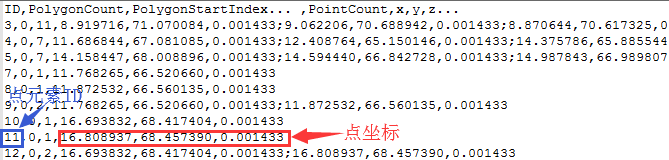 ID,PolygonCount,PolygonStartIndex... ,PointCount,x,y,z...
3,0,11,8.919716,71.070084,0.001433;9.062206,70.688942,0.001433;8.870644,70.617325,0
4,0,7,11.686844,67.081085,0.001433;12.408764,65.150146,0.001433;14.375786,65.885544
5,0,7,14.158447,68.008896,0.001433;14.594440,66.842728,0.001433;14.987843,66.989807
7,0,1,11.768265,66.520660,0.001433
8,0,1,11.872532,66.560135,0.001433
点元素ID
9,0,2,11.768265,66.520660,0.001433;11.872532,66.560135,0.001433
10,0,1,16.693832,68.417404,0.001433
11,0,1,16.808937,68.457390,0.001433 点坐标
12,0,2,16.693832,68.417404,0.001433;16.808937,68.457390,0.001433